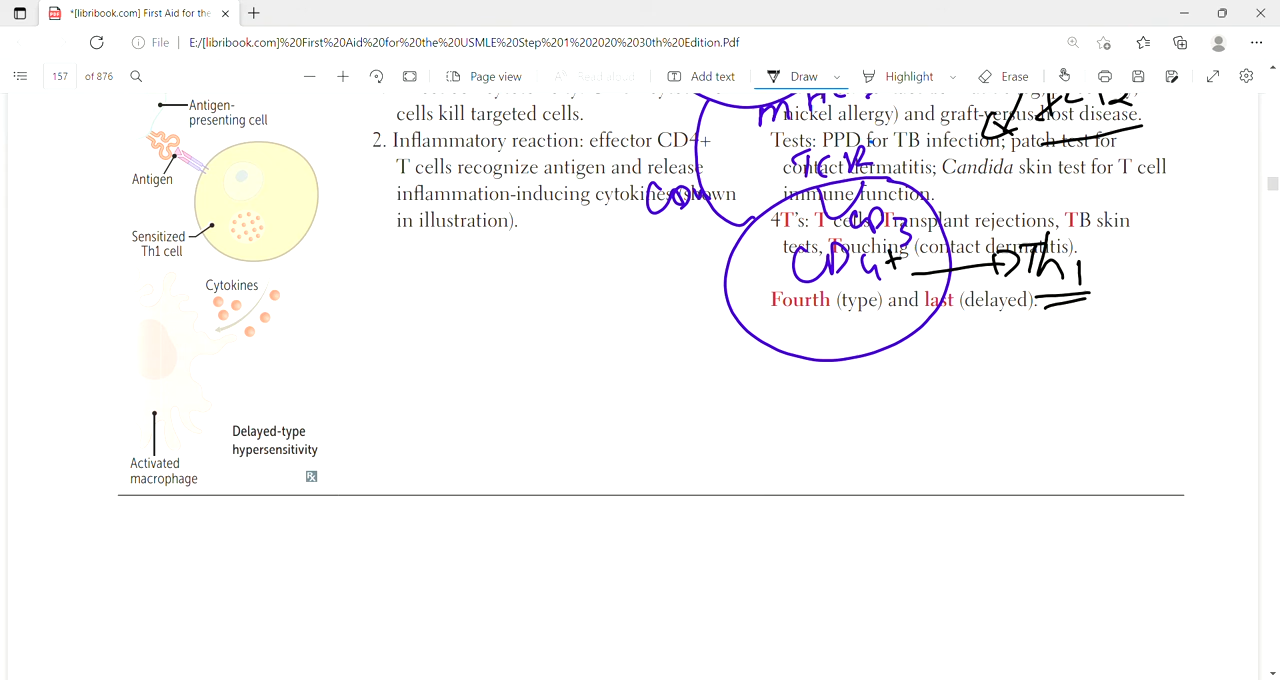 *[libribook.com] First Aid for the
File E:/[libribook.com]%20First%20Aid%20for%20the%20USMLE%20Step%201%202020%2030th%20Edition.Pdf
157 of 876 Page view Read aloud Add text Draw Highlight Erase
Antigen-
presenting cell
Antigen
Sensitized
Th1 cell
Cytokines
Activated
macrophage
Delayed-type
hypersensitivity
cells kill targeted cells.
2. Inflammatory reaction: effector CD4+
T cells recognize antigen and release
inflammation-inducing cytokines (shown
in illustration).
nickel allergy) and graft-versus-host disease.
Tests: PPD for TB infection; patch test for
contact dermatitis; Candida skin test for T cell
immune function.
4T's: T cells, Transplant rejections, TB skin
tests, Touching (contact dermatitis).
Fourth (type) and last (delayed).
TCR
CD3
CD4+ Th1